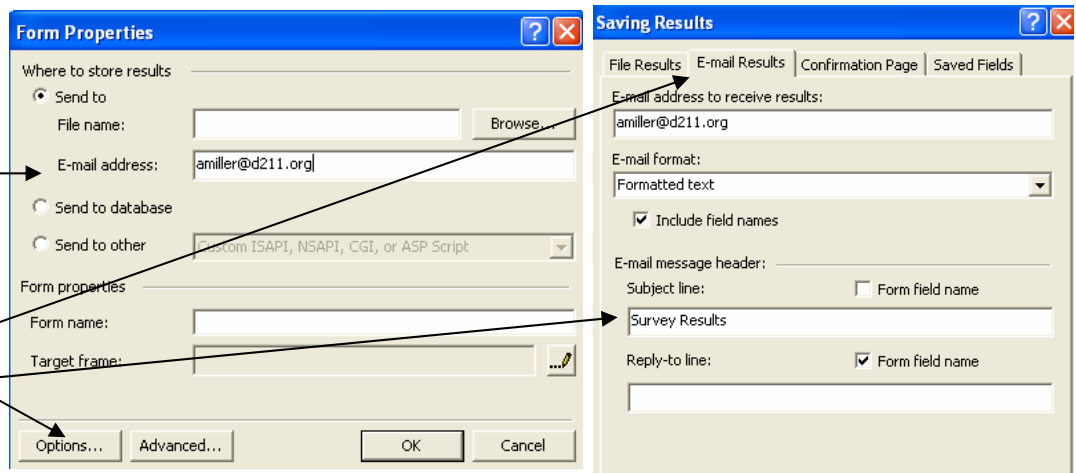 Form Properties
Where to store results
Send to
File name:
Browse...
E-mail address: amiller@d211.org
Send to database
Send to other Custom ISAPI, NSAPI, CGI, or ASP Script
Form properties
Form name:
Target frame:
Options... Advanced... OK Cancel
Saving Results
File Results E-mail Results Confirmation Page Saved Fields
E-mail address to receive results:
amiller@d211.org
E-mail format:
Formatted text
Include field names
E-mail message header:
Subject line: Form field name
Survey Results
Reply-to line: Form field name